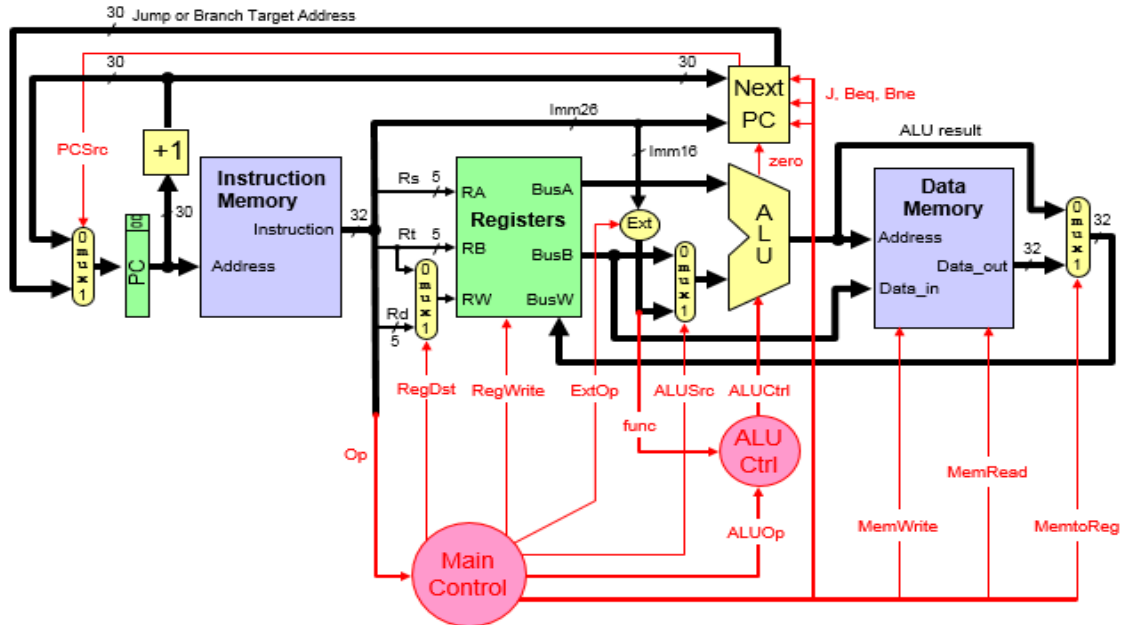 30 Jump or Branch Target Address
30
30
Next
PC
J, Beq, Bne
Imm26
Imm16
ALU result
PCSrc
+1
zero
Instruction
Memory
Instruction
Address
30
PC
00
0
m
u
x
1
32
Rs 5
Rt 5
Rd
5
0
m
u
x
1
RA
RB
RW
BusA
Registers
BusB
BusW
Ext
0
m
u
x
1
A
L
U
Data
Memory
Address
Data_out
Data_in
32
0
m
u
x
1
32
RegDst
RegWrite
ExtOp
ALUSrc
ALUCtrl
func
ALU
Ctrl
Op
MemRead
MemWrite
MemtoReg
ALUOp
Main
Control